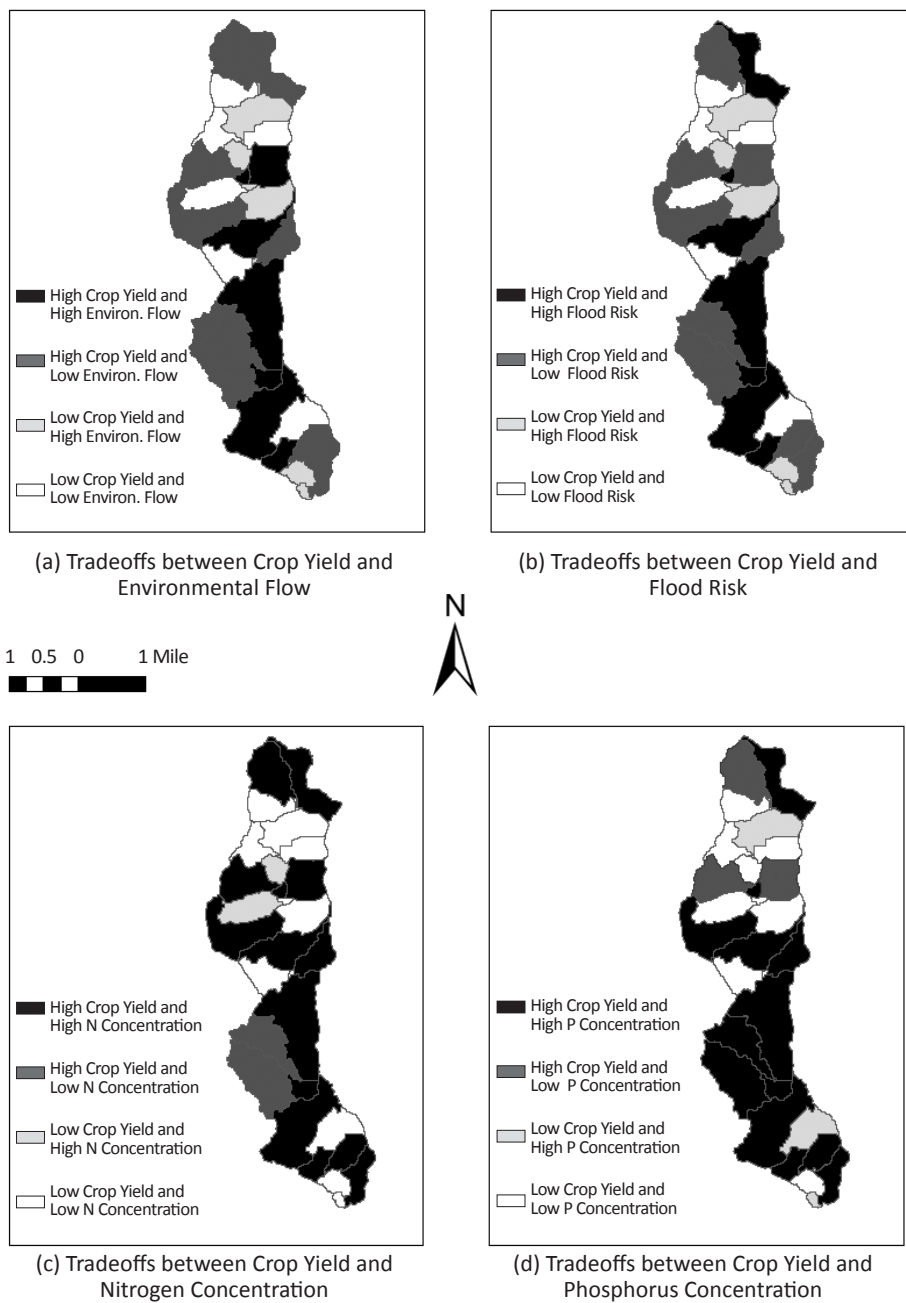 High Crop Yield and
High Environ. Flow
High Crop Yield and
Low Environ. Flow
Low Crop Yield and
High Environ. Flow
Low Crop Yield and
Low Environ. Flow
(a) Tradeoffs between Crop Yield and
Environmental Flow
High Crop Yield and
High Flood Risk
High Crop Yield and
Low Flood Risk
Low Crop Yield and
High Flood Risk
Low Crop Yield and
Low Flood Risk
(b) Tradeoffs between Crop Yield and
Flood Risk
1 0.5 0 1 Mile
N
High Crop Yield and
High N Concentration
High Crop Yield and
Low N Concentration
Low Crop Yield and
High N Concentration
Low Crop Yield and
Low N Concentration
(c) Tradeoffs between Crop Yield and
Nitrogen Concentration
High Crop Yield and
High P Concentration
High Crop Yield and
Low P Concentration
Low Crop Yield and
High P Concentration
Low Crop Yield and
Low P Concentration
(d) Tradeoffs between Crop Yield and
Phosphorus Concentration